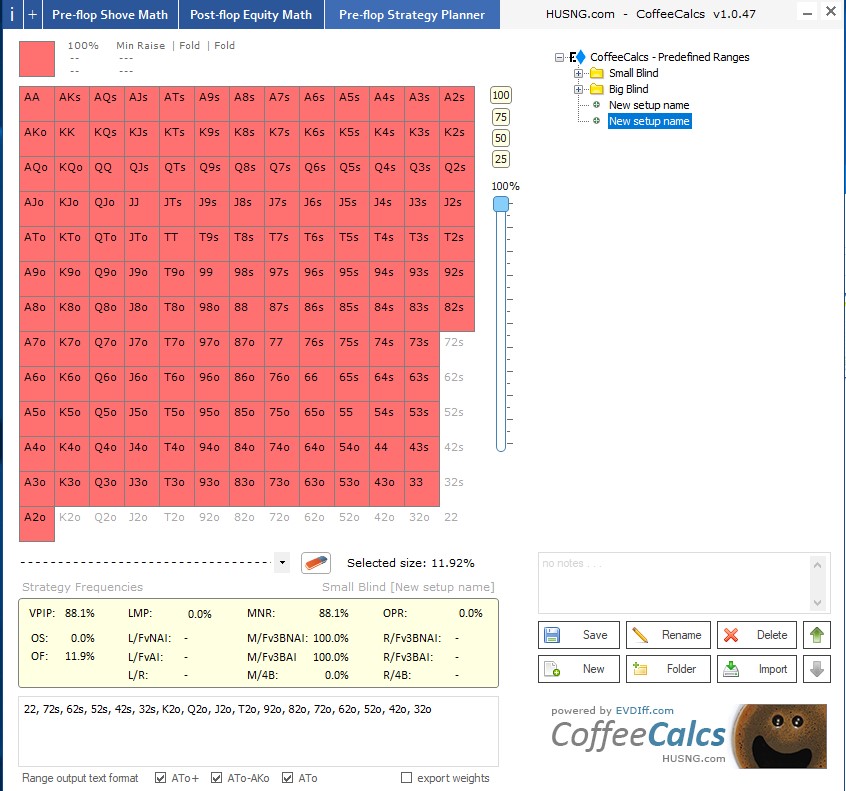 i + Pre-flop Shove Math Post-flop Equity Math Pre-flop Strategy Planner HUSNG.com - CoffeeCalcs v1.0.47
100% Min Raise | Fold | Fold
-- ---
-- ---
AA AKs AQs AJs ATs A9s A8s A7s A6s A5s A4s A3s A2s
AKo KK KQs KJs KTs K9s K8s K7s K6s K5s K4s K3s K2s
AQo KQo QQ QJs QTs Q9s Q8s Q7s Q6s Q5s Q4s Q3s Q2s
AJo KJo QJo JJ JTs J9s J8s J7s J6s J5s J4s J3s J2s
ATo KTo QTo JTo TT T9s T8s T7s T6s T5s T4s T3s T2s
A9o K9o Q9o J9o T9o 99 98s 97s 96s 95s 94s 93s 92s
A8o K8o Q8o J8o T8o 98o 88 87s 86s 85s 84s 83s 82s
A7o K7o Q7o J7o T7o 97o 87o 77 76s 75s 74s 73s 72s
A6o K6o Q6o J6o T6o 96o 86o 76o 66 65s 64s 63s 62s
A5o K5o Q5o J5o T5o 95o 85o 75o 65o 55 54s 53s 52s
A4o K4o Q4o J4o T4o 94o 84o 74o 64o 54o 44 43s 42s
A3o K3o Q3o J3o T3o 93o 83o 73o 63o 53o 43o 33 32s
A2o K2o Q2o J2o T2o 92o 82o 72o 62o 52o 42o 32o 22
100
75
50
25
100%
CoffeeCalcs - Predefined Ranges
Small Blind
Big Blind
New setup name
New setup name
Selected size: 11.92%
Strategy Frequencies Small Blind [New setup name]
VPIP: 88.1% LMP: 0.0% MNR: 88.1% OPR: 0.0%
OS: 0.0% L/FvNAI: - M/Fv3BNAI: 100.0% R/Fv3BNAI: -
OF: 11.9% L/FvAI: - M/Fv3BAI 100.0% R/Fv3BAI: -
L/R: - M/4B: 0.0% R/4B: -
22, 72s, 62s, 52s, 42s, 32s, K2o, Q2o, J2o, T2o, 92o, 82o, 72o, 62o, 52o, 42o, 32o
Range output text format ATo+ ATo-AKo ATo export weights
no notes . . .
Save Rename Delete
New Folder Import
powered by EVDIff.com
CoffeeCalcs
HUSNG.com